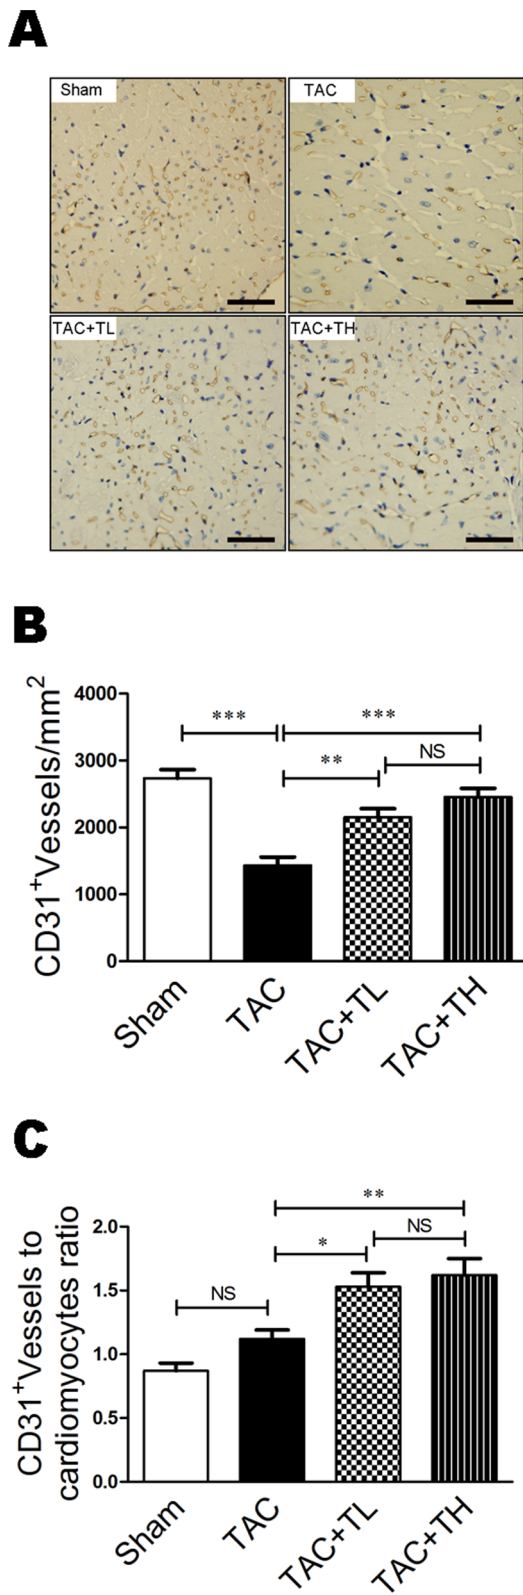 A
Sham
TAC
TAC+TL
TAC+TH
B
CD31+Vessels/mm2
4000
3000
2000
1000
0
***
***
**
NS
Sham
TAC
TAC+TL
TAC+TH
C
CD31+Vessels to
cardiomyocytes ratio
2.0
1.5
1.0
0.5
0.0
**
NS
*
NS
Sham
TAC
TAC+TL
TAC+TH